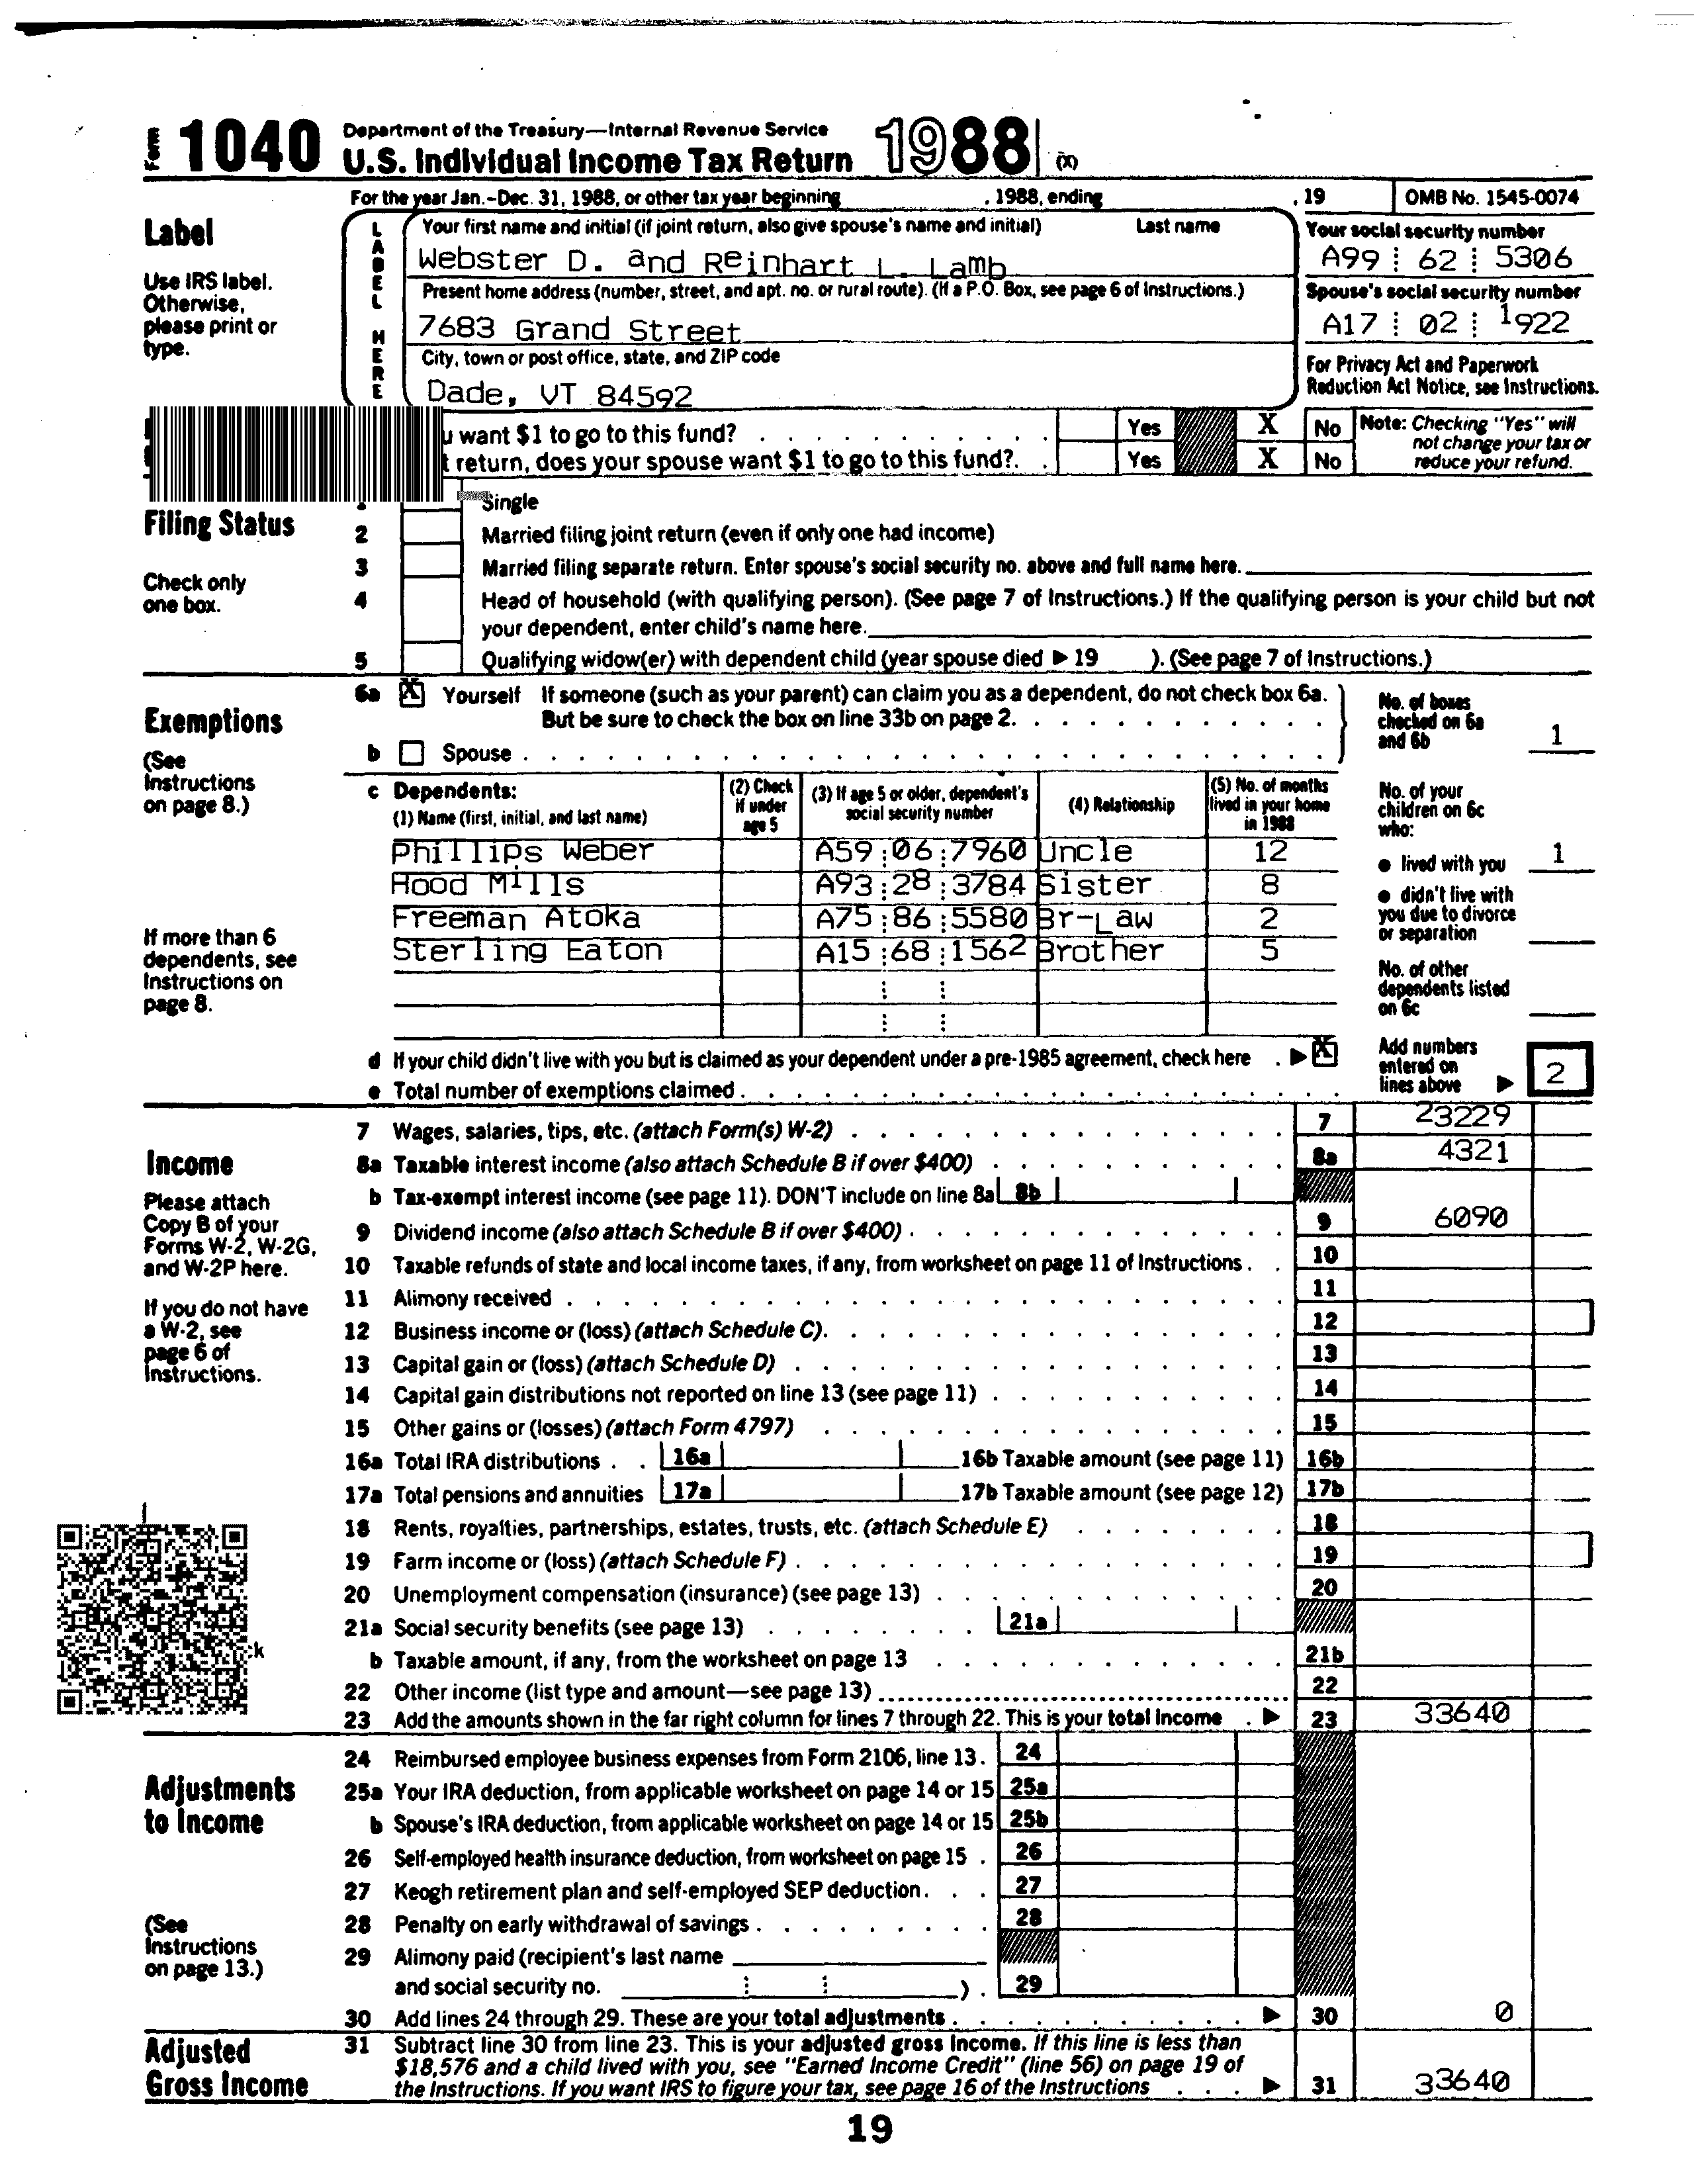 Form 1040 Department of the Treasury—Internal Revenue Service
U.S. Individual Income Tax Return 1988 (X)
For the year Jan.-Dec. 31, 1988, or other tax year beginning , 1988, ending , 19 OMB No. 1545-0074
Label
Use IRS label.
Otherwise,
please print or
type.
LABEL HERE
Your first name and initial (if joint return, also give spouse's name and initial) Last name
Webster D. and Reinhart L. Lamb
Present home address (number, street, and apt. no. or rural route). (If a P.O. Box, see page 6 of Instructions.)
7683 Grand Street
City, town or post office, state, and ZIP code
Dade, VT 84592
Your social security number
A99 62 5306
Spouse's social security number
A17 02 1922
For Privacy Act and Paperwork
Reduction Act Notice, see Instructions.
u want $1 to go to this fund? Yes X No
t return, does your spouse want $1 to go to this fund?. Yes X No
Note: Checking "Yes" will
not change your tax or
reduce your refund.
Filing Status
Check only
one box.
Single
2 Married filing joint return (even if only one had income)
3 Married filing separate return. Enter spouse's social security no. above and full name here.
4 Head of household (with qualifying person). (See page 7 of Instructions.) If the qualifying person is your child but not
your dependent, enter child's name here.
5 Qualifying widow(er) with dependent child (year spouse died ▶ 19 ). (See page 7 of Instructions.)
Exemptions
(See
Instructions
on page 8.)
If more than 6
dependents, see
Instructions on
page 8.
6a X Yourself If someone (such as your parent) can claim you as a dependent, do not check box 6a.
But be sure to check the box on line 33b on page 2.
b Spouse
No. of boxes
checked on 6a
and 6b 1
c Dependents:
(1) Name (first, initial, and last name)
(2) Check
if under
age 5
(3) If age 5 or older, dependent's
social security number
(4) Relationship
(5) No. of months
lived in your home
in 1988
Phillips Weber A59:06:7960 Uncle 12
Hood Mills A93:28:3784 Sister 8
Freeman Atoka A75:86:5580 Br-Law 2
Sterling Eaton A15:68:1562 Brother 5
No. of your
children on 6c
who:
● lived with you 1
● didn't live with
you due to divorce
or separation
No. of other
dependents listed
on 6c
d If your child didn't live with you but is claimed as your dependent under a pre-1985 agreement, check here . ▶ X
e Total number of exemptions claimed
Add numbers
entered on
lines above ▶ 2
Income
Please attach
Copy B of your
Forms W-2, W-2G,
and W-2P here.
If you do not have
a W-2, see
page 6 of
Instructions.
7 Wages, salaries, tips, etc. (attach Form(s) W-2) 7 23229
8a Taxable interest income (also attach Schedule B if over $400) 8a 4321
b Tax-exempt interest income (see page 11). DON'T include on line 8a 8b
9 Dividend income (also attach Schedule B if over $400) 9 6090
10 Taxable refunds of state and local income taxes, if any, from worksheet on page 11 of Instructions 10
11 Alimony received 11
12 Business income or (loss) (attach Schedule C). 12
13 Capital gain or (loss) (attach Schedule D) 13
14 Capital gain distributions not reported on line 13 (see page 11) 14
15 Other gains or (losses) (attach Form 4797) 15
16a Total IRA distributions 16a 16b Taxable amount (see page 11) 16b
17a Total pensions and annuities 17a 17b Taxable amount (see page 12) 17b
18 Rents, royalties, partnerships, estates, trusts, etc. (attach Schedule E) 18
19 Farm income or (loss) (attach Schedule F) 19
20 Unemployment compensation (insurance) (see page 13) 20
21a Social security benefits (see page 13) 21a
k
b Taxable amount, if any, from the worksheet on page 13 21b
22 Other income (list type and amount—see page 13) 22
23 Add the amounts shown in the far right column for lines 7 through 22. This is your total income . ▶ 23 33640
Adjustments
to Income
(See
Instructions
on page 13.)
24 Reimbursed employee business expenses from Form 2106, line 13. 24
25a Your IRA deduction, from applicable worksheet on page 14 or 15 25a
b Spouse's IRA deduction, from applicable worksheet on page 14 or 15 25b
26 Self-employed health insurance deduction, from worksheet on page 15 . 26
27 Keogh retirement plan and self-employed SEP deduction. 27
28 Penalty on early withdrawal of savings 28
29 Alimony paid (recipient's last name
and social security no. ) . 29
30 Add lines 24 through 29. These are your total adjustments ▶ 30 0
Adjusted
Gross Income
31 Subtract line 30 from line 23. This is your adjusted gross income. If this line is less than
$18,576 and a child lived with you, see "Earned Income Credit" (line 56) on page 19 of
the Instructions. If you want IRS to figure your tax, see page 16 of the Instructions ▶ 31 33640
19